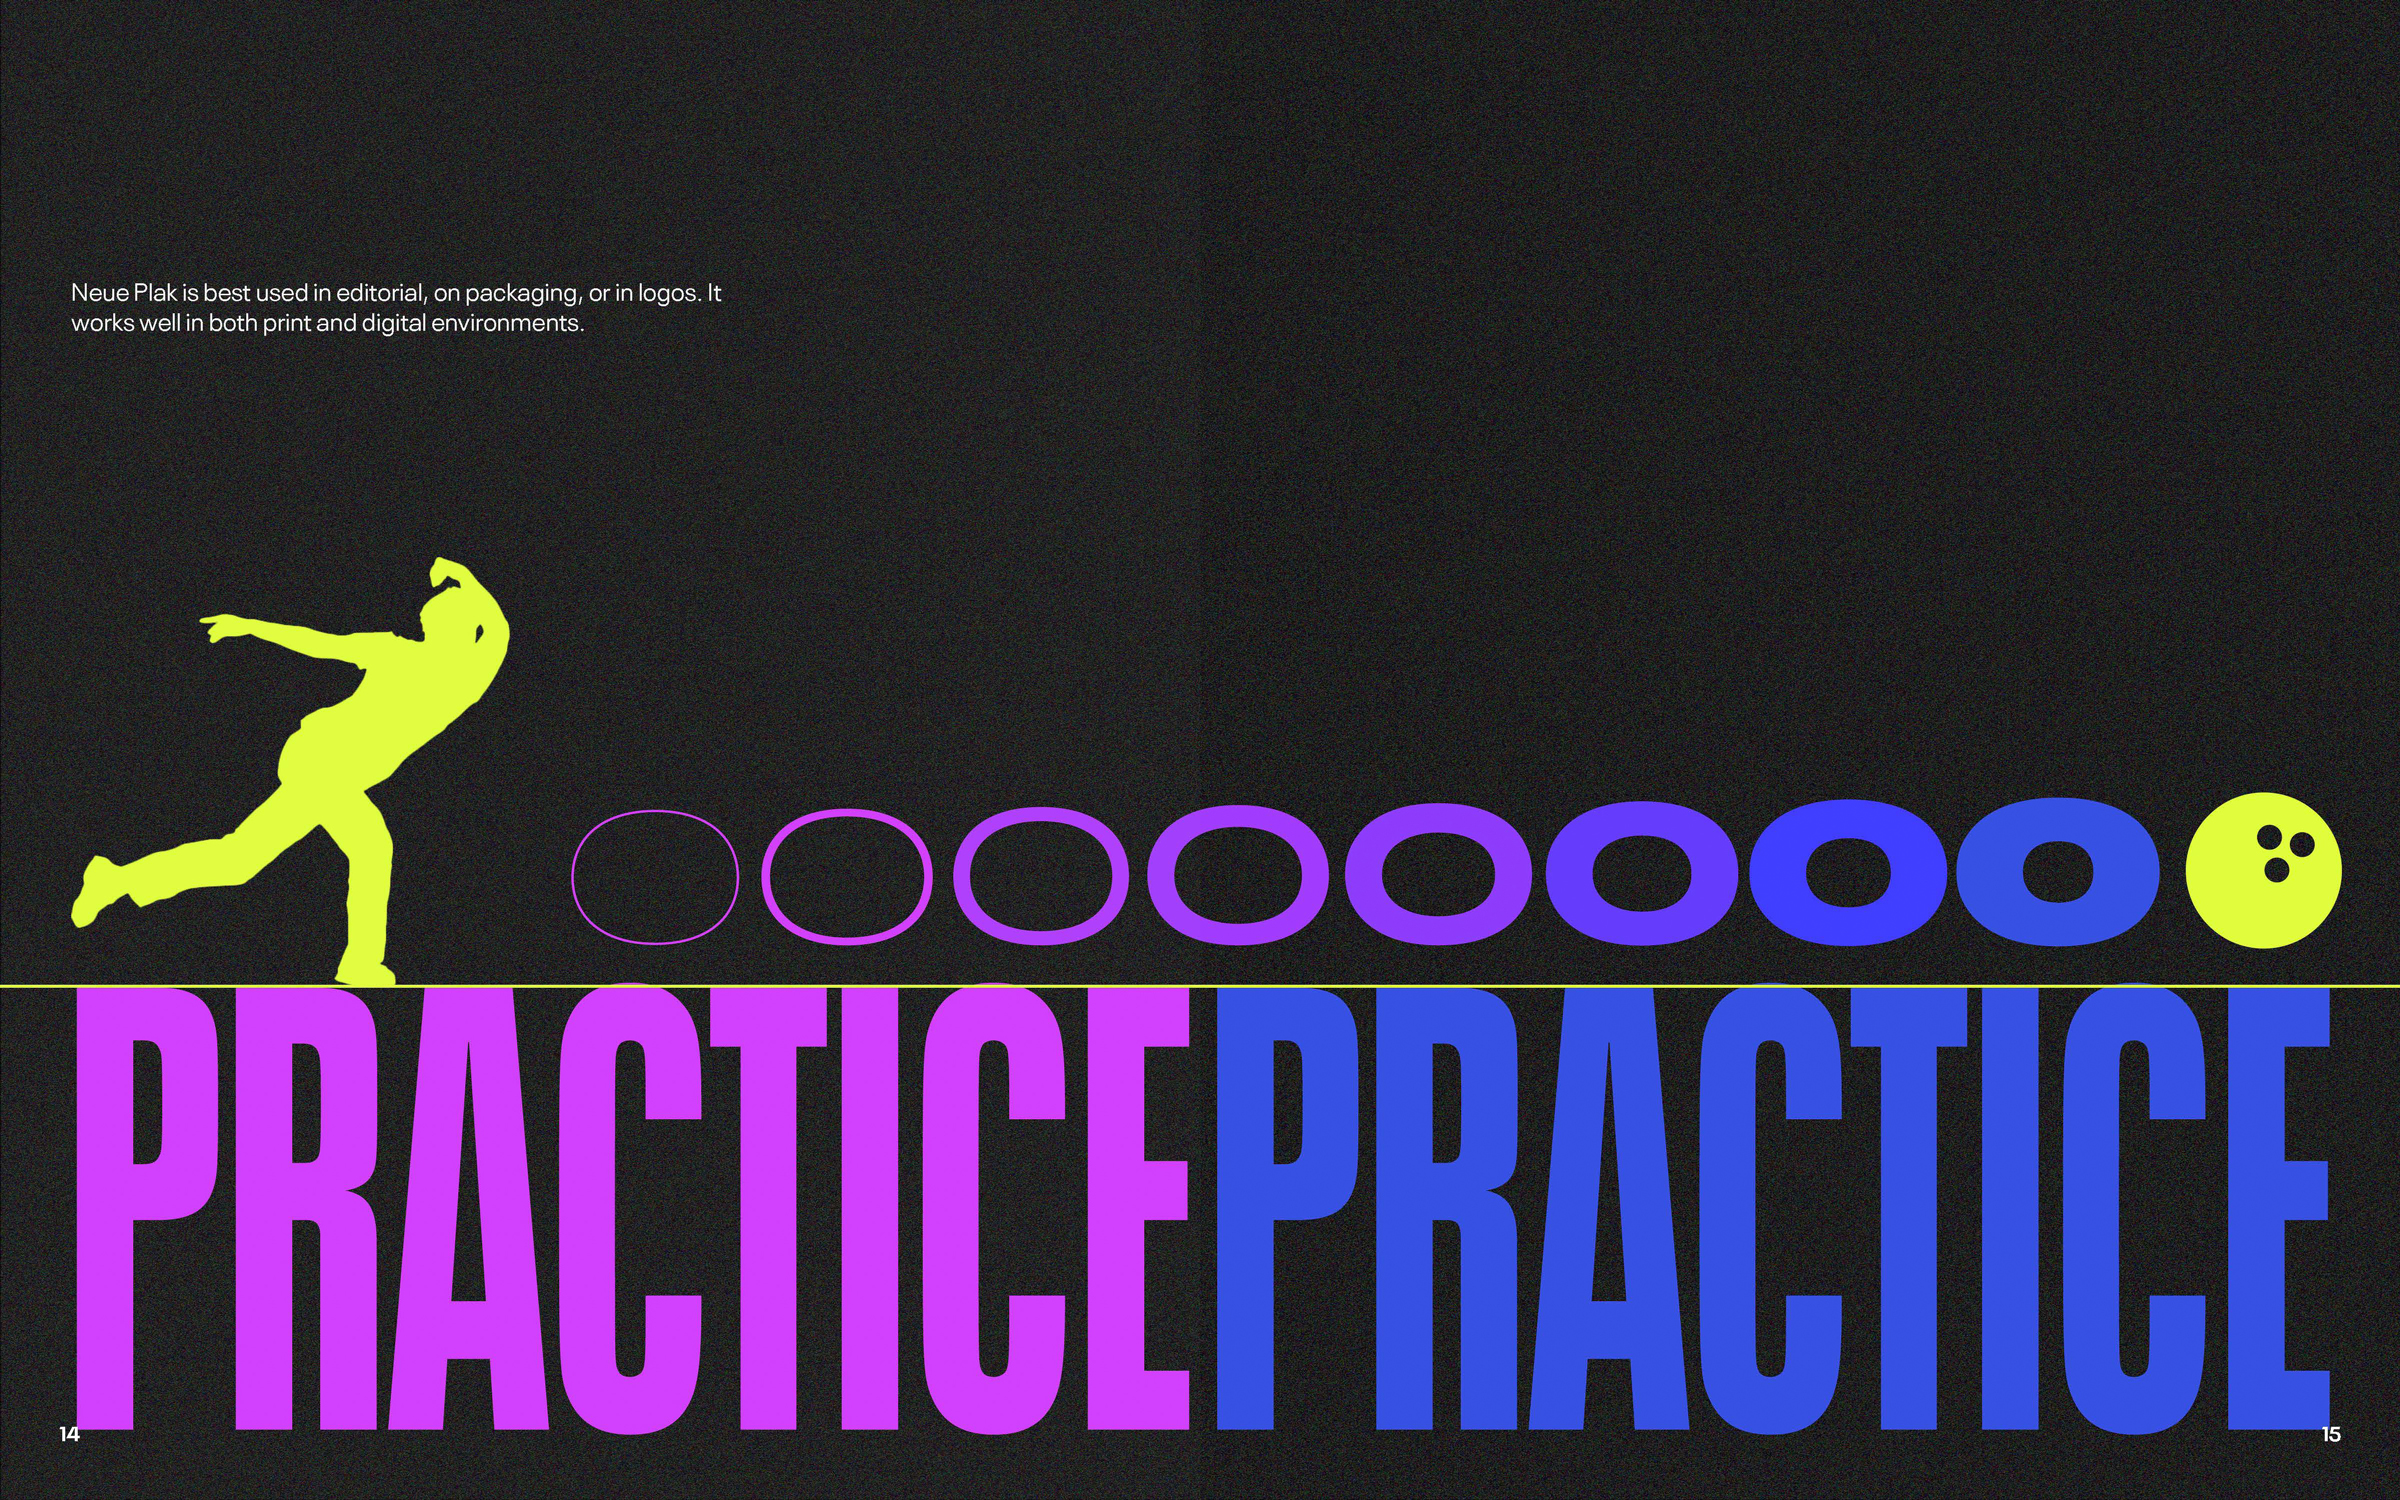 Neue Plak is best used in editorial, on packaging, or in logos. It
works well in both print and digital environments.
OOOOOOOO
PRACTICEPRACTICE
14
15